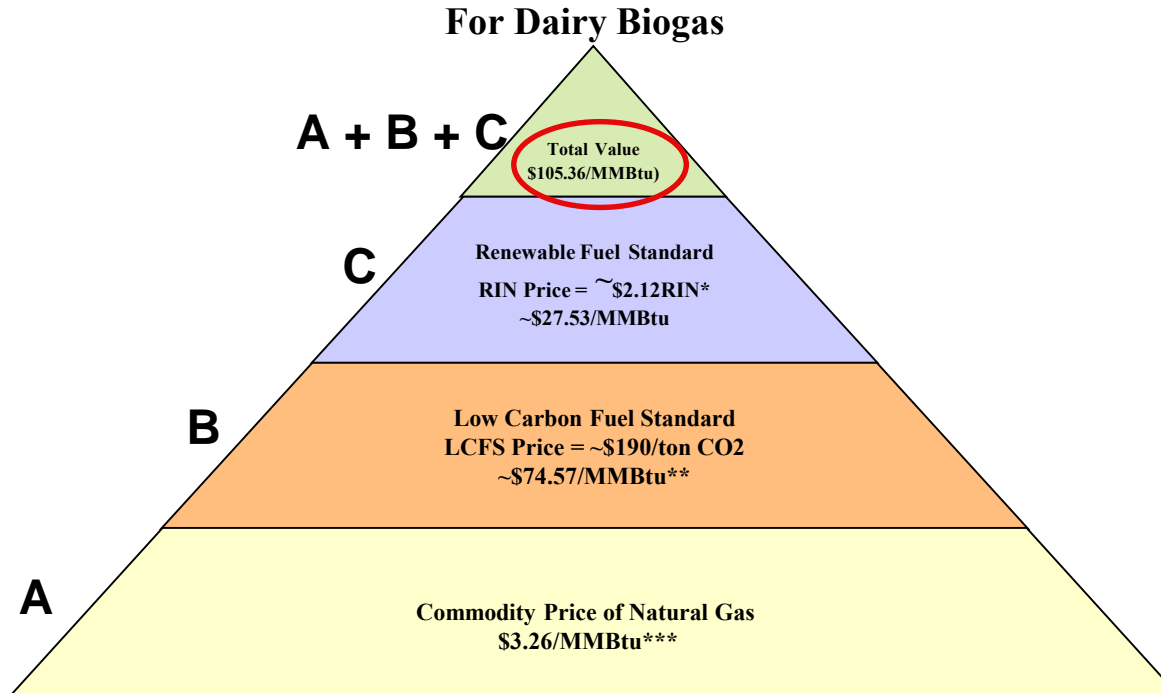 For Dairy Biogas
A + B + C
Total Value
$105.36/MMBtu)
C
Renewable Fuel Standard
RIN Price = ~$2.12RIN*
~$27.53/MMBtu
B
Low Carbon Fuel Standard
LCFS Price = ~$190/ton CO2
~$74.57/MMBtu**
A
Commodity Price of Natural Gas
$3.26/MMBtu***